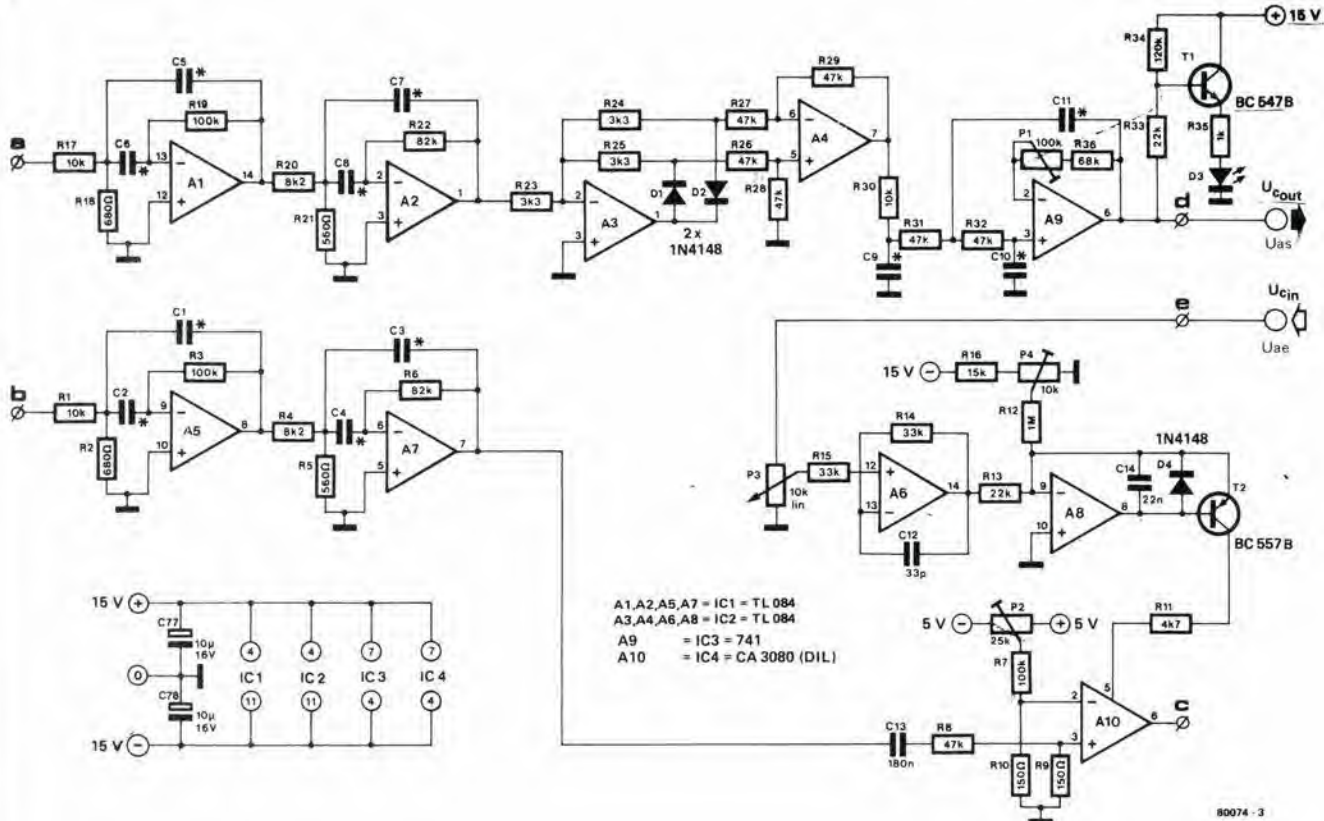 C5 *
R19
100k
a
R17
10k
C6
*
13
12
14
A1
R18
680Ω
C7 *
R22
82k
R20
8k2
C8
*
2
3
1
A2
R21
560Ω
R23
3k3
R24
3k3
R25
3k3
2
3
1
A3
D1
D2
2 x
1N4148
R27
47k
R26
47k
R28
47k
R29
47k
6
5
7
A4
R30
10k
C9
*
R31
47k
R32
47k
C10
*
C11
*
P1
100k
R36
68k
2
3
6
A9
R34
120k
R33
22k
T1
BC 547B
R35
1k
D3
+ 15 V
d
Ucout
Uas
b
R1
10k
C1
*
R3
100k
C2
*
9
10
8
A5
R2
680Ω
R4
8k2
C3
*
R6
82k
C4
*
6
5
7
A7
R5
560Ω
e
Ucin
Uae
15 V −
R16
15k
P4
10k
R12
1M
P3
10k
lin
R15
33k
R14
33k
12
13
14
A6
C12
33p
R13
22k
9
10
8
A8
C14
22n
1N4148
D4
T2
BC 557B
R11
4k7
5 V −
P2
25k
+ 5 V
R7
100k
2
3
5
6
A10
c
C13
180n
R8
47k
R10
150Ω
R9
150Ω
15 V +
C77
10µ
16V
0
C78
10µ
16V
15 V −
4
IC1
11
4
IC2
11
7
IC3
4
7
IC4
4
A1,A2,A5,A7 = IC1 = TL 084
A3,A4,A6,A8 = IC2 = TL 084
A9 = IC3 = 741
A10 = IC4 = CA 3080 (DIL)
80074 - 3